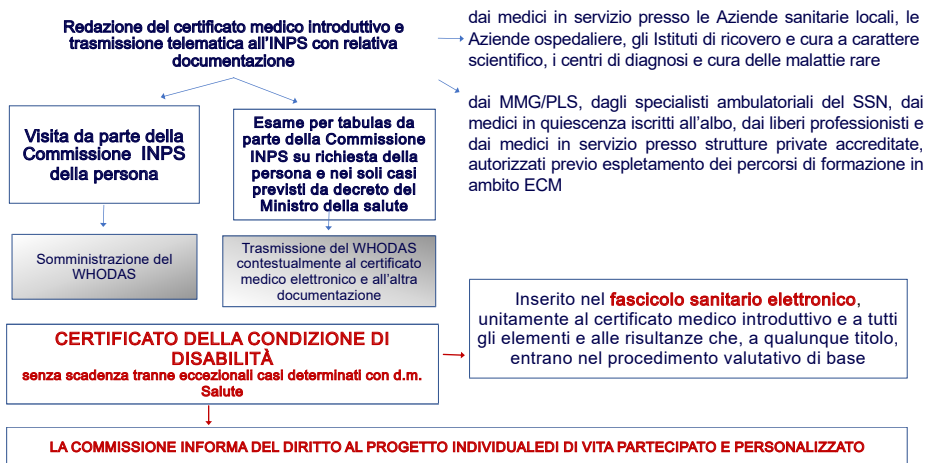 Redazione del certificato medico introduttivo e
trasmissione telematica all'INPS con relativa
documentazione
dai medici in servizio presso le Aziende sanitarie locali, le
Aziende ospedaliere, gli Istituti di ricovero e cura a carattere
scientifico, i centri di diagnosi e cura delle malattie rare
dai MMG/PLS, dagli specialisti ambulatoriali del SSN, dai
medici in quiescenza iscritti all'albo, dai liberi professionisti e
dai medici in servizio presso strutture private accreditate,
autorizzati previo espletamento dei percorsi di formazione in
ambito ECM
Visita da parte della
Commissione INPS
della persona
Esame per tabulas da
parte della Commissione
INPS su richiesta della
persona e nei soli casi
previsti da decreto del
Ministro della salute
Somministrazione del
WHODAS
Trasmissione del WHODAS
contestualmente al certificato
medico elettronico e all'altra
documentazione
Inserito nel fascicolo sanitario elettronico,
unitamente al certificato medico introduttivo e a tutti
gli elementi e alle risultanze che, a qualunque titolo,
entrano nel procedimento valutativo di base
CERTIFICATO DELLA CONDIZIONE DI
DISABILITÀ
senza scadenza tranne eccezionali casi determinati con d.m.
Salute
LA COMMISSIONE INFORMA DEL DIRITTO AL PROGETTO INDIVIDUALEDI DI VITA PARTECIPATO E PERSONALIZZATO